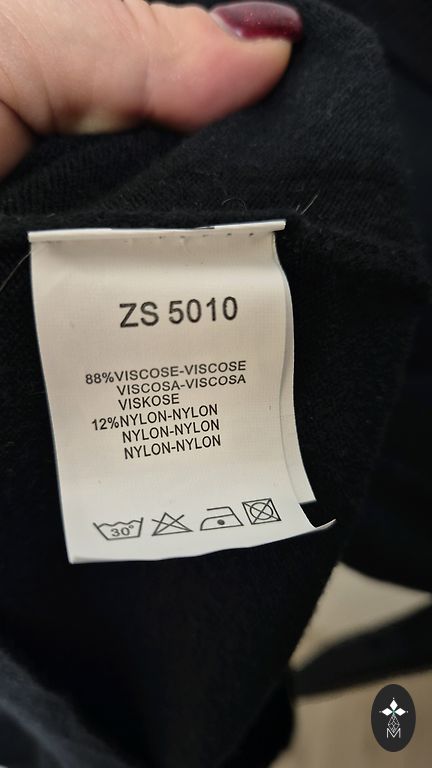 ZS 5010
88%VISCOSE-VISCOSE
VISCOSA-VISCOSA
VISKOSE
12%NYLON-NYLON
NYLON-NYLON
NYLON-NYLON
30°
M